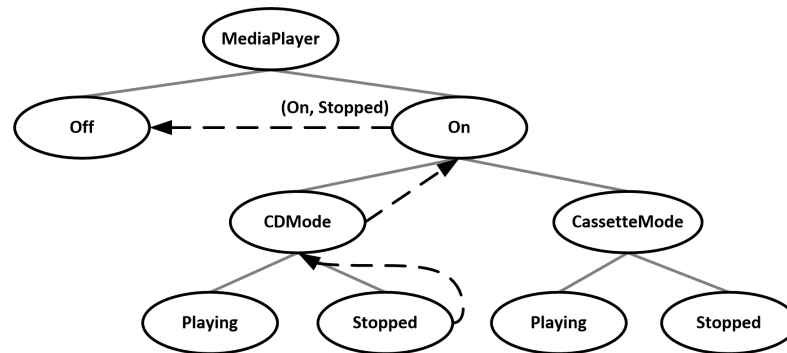 MediaPlayer
(On, Stopped)
Off
On
CDMode
CassetteMode
Playing
Stopped
Playing
Stopped